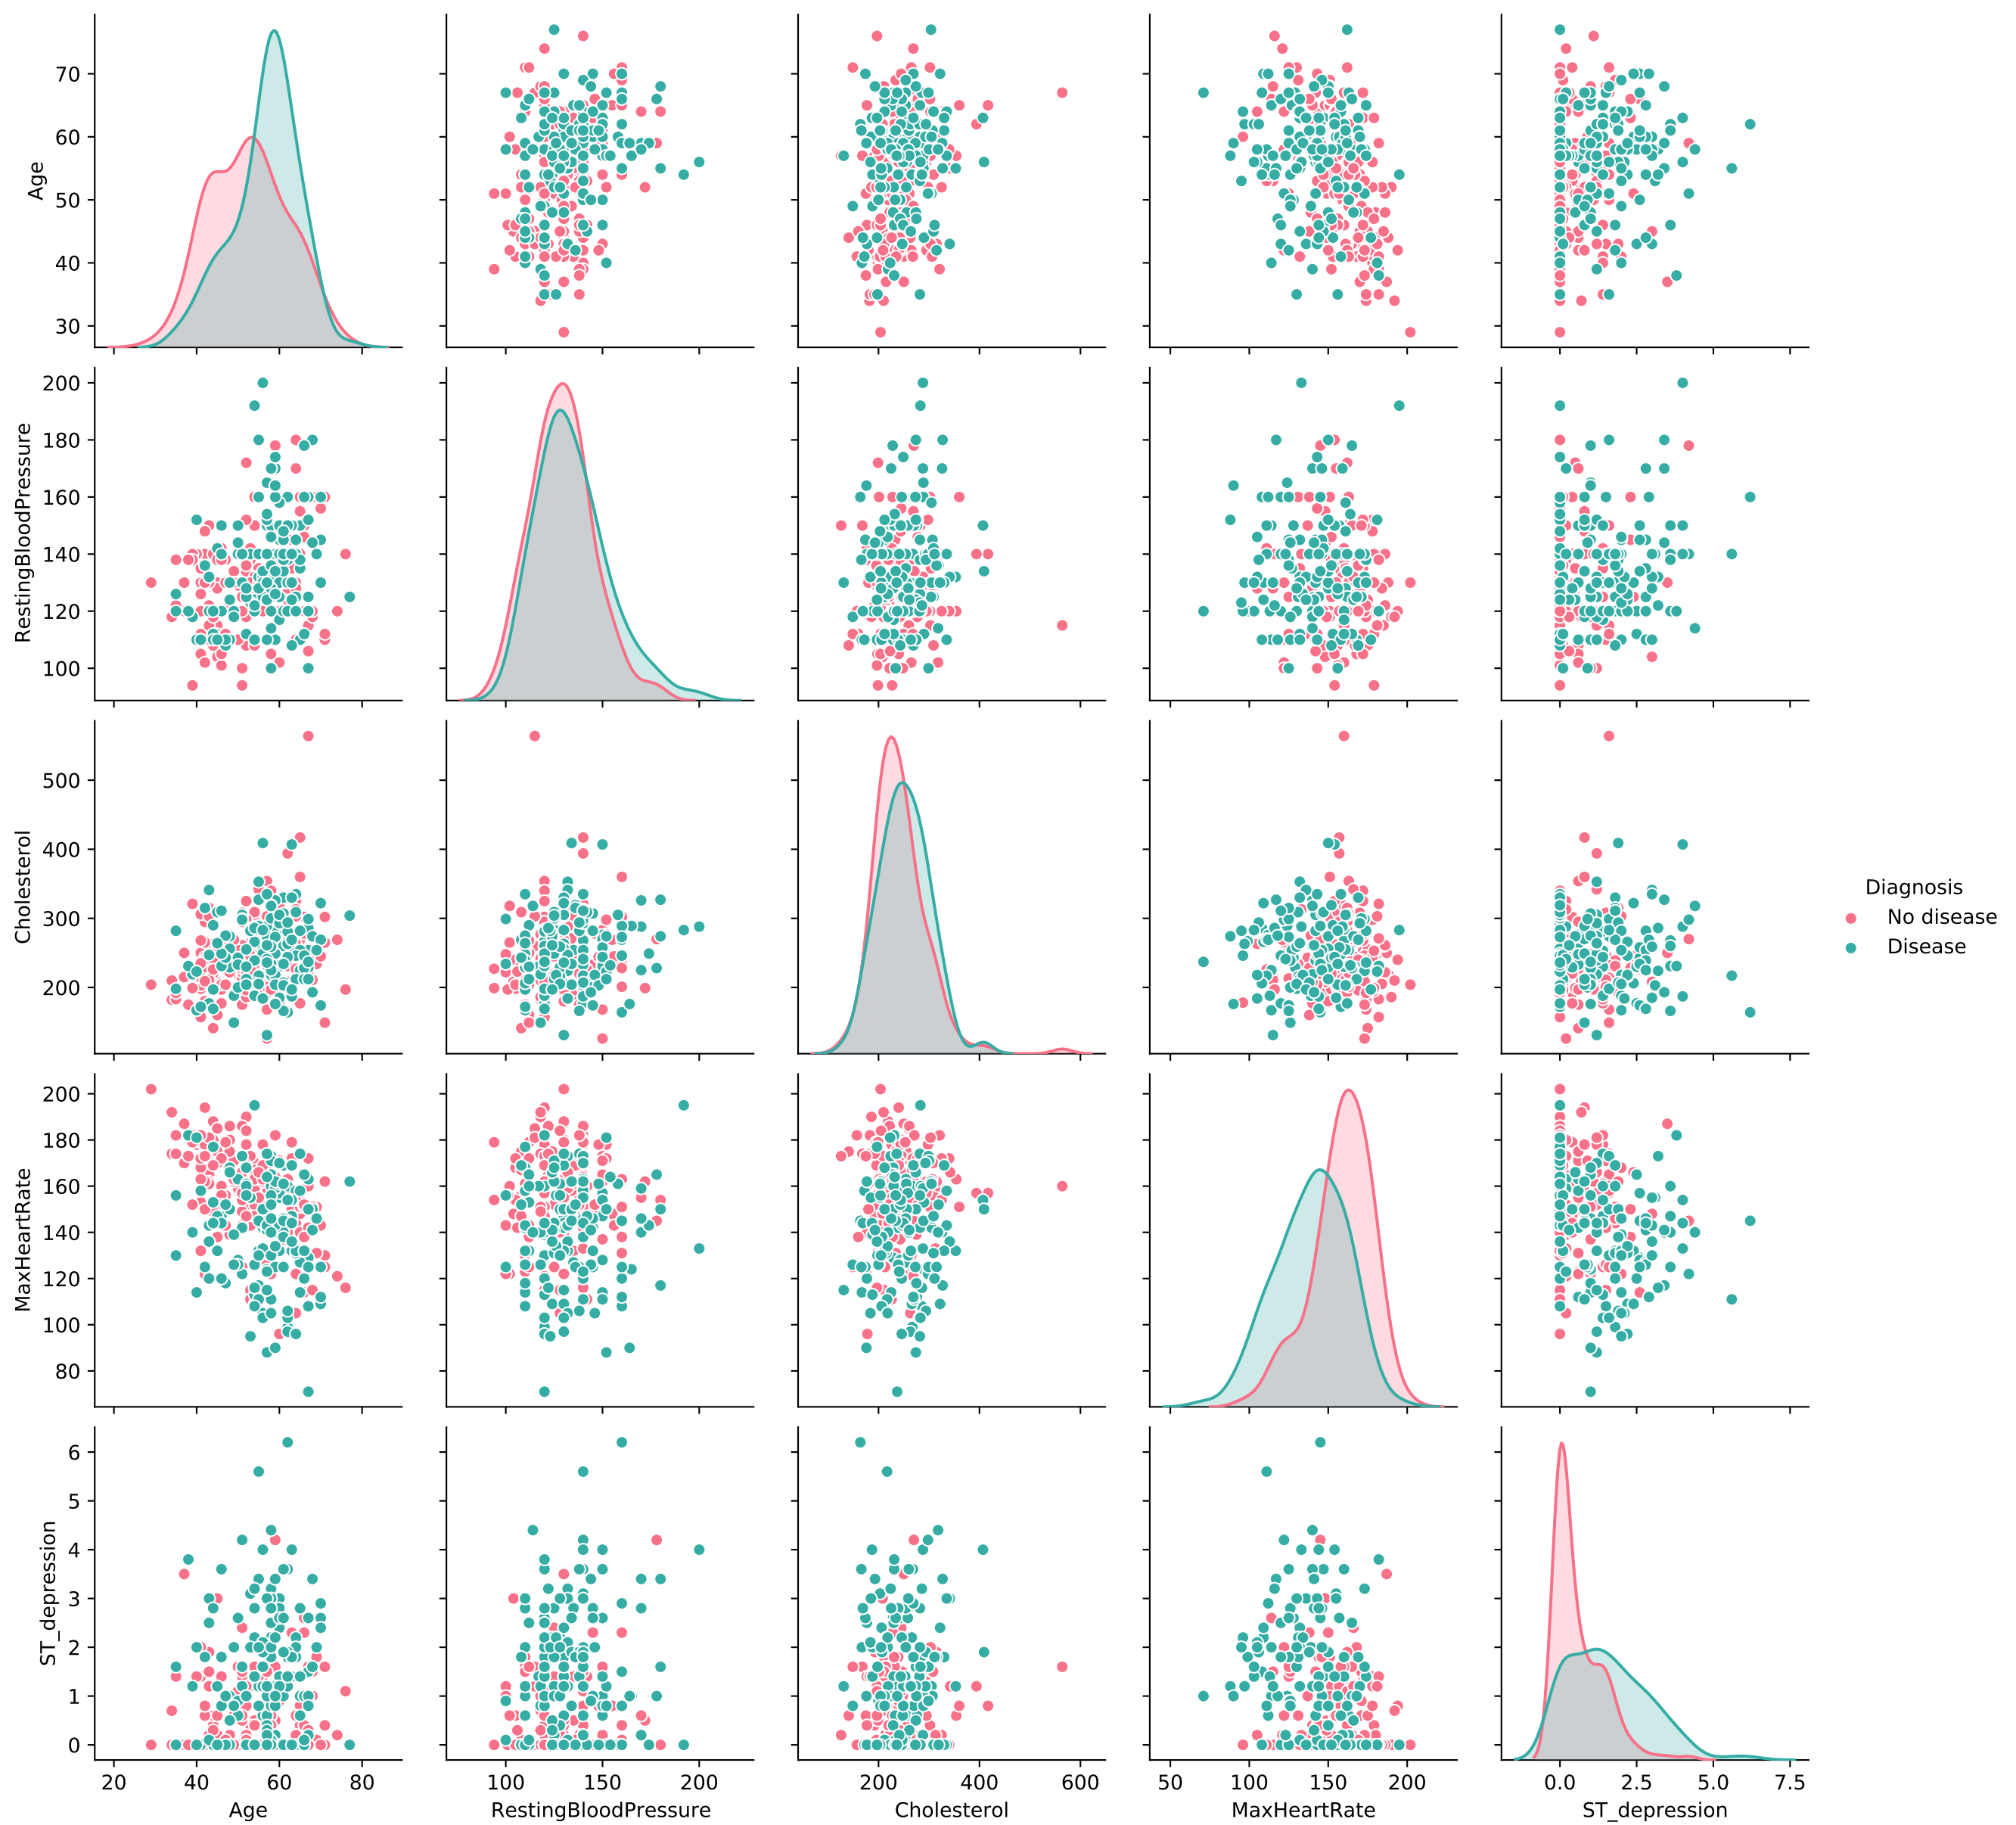 70
60
50
40
30
Age
200
180
160
140
120
100
RestingBloodPressure
500
400
300
200
Cholesterol
Diagnosis
No disease
Disease
200
180
160
140
120
100
80
MaxHeartRate
6
5
4
3
2
1
0
ST_depression
20 40 60 80
100 150 200
200 400 600
50 100 150 200
0.0 2.5 5.0 7.5
Age
RestingBloodPressure
Cholesterol
MaxHeartRate
ST_depression